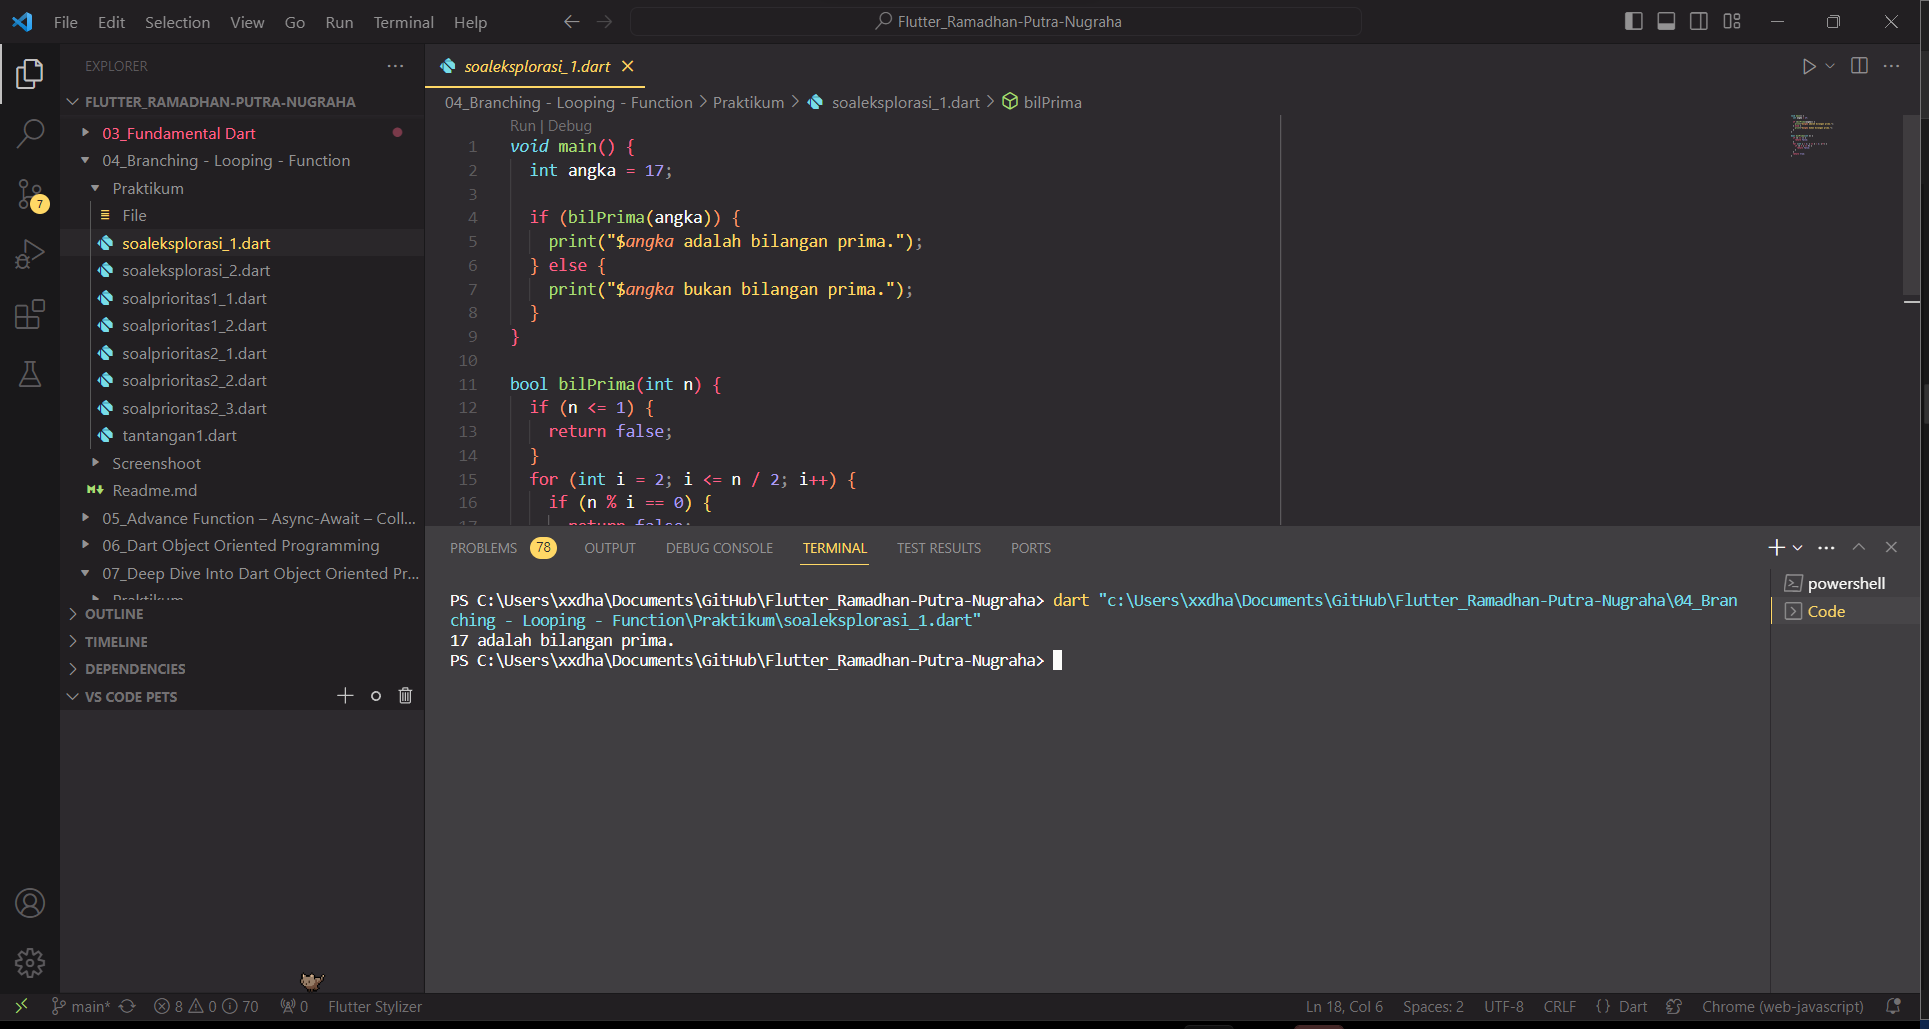 File Edit Selection View Go Run Terminal Help
Flutter_Ramadhan-Putra-Nugraha
EXPLORER
FLUTTER_RAMADHAN-PUTRA-NUGRAHA
03_Fundamental Dart
04_Branching - Looping - Function
Praktikum
File
soaleksplorasi_1.dart
soaleksplorasi_2.dart
soalprioritas1_1.dart
soalprioritas1_2.dart
soalprioritas2_1.dart
soalprioritas2_2.dart
soalprioritas2_3.dart
tantangan1.dart
Screenshoot
Readme.md
05_Advance Function – Async-Await – Coll...
06_Dart Object Oriented Programming
07_Deep Dive Into Dart Object Oriented Pr...
Praktikum
OUTLINE
TIMELINE
DEPENDENCIES
VS CODE PETS
7
soaleksplorasi_1.dart
04_Branching - Looping - Function > Praktikum > soaleksplorasi_1.dart > bilPrima
Run | Debug
1 void main() {
2 int angka = 17;
3
4 if (bilPrima(angka)) {
5 print("$angka adalah bilangan prima.");
6 } else {
7 print("$angka bukan bilangan prima.");
8 }
9 }
10
11 bool bilPrima(int n) {
12 if (n <= 1) {
13 return false;
14 }
15 for (int i = 2; i <= n / 2; i++) {
16 if (n % i == 0) {
17 return false;
PROBLEMS 78 OUTPUT DEBUG CONSOLE TERMINAL TEST RESULTS PORTS
PS C:\Users\xxdha\Documents\GitHub\Flutter_Ramadhan-Putra-Nugraha> dart "c:\Users\xxdha\Documents\GitHub\Flutter_Ramadhan-Putra-Nugraha\04_Bran
ching - Looping - Function\Praktikum\soaleksplorasi_1.dart"
17 adalah bilangan prima.
PS C:\Users\xxdha\Documents\GitHub\Flutter_Ramadhan-Putra-Nugraha>
powershell
Code
main* 8 0 70 0 Flutter Stylizer
Ln 18, Col 6 Spaces: 2 UTF-8 CRLF {} Dart Chrome (web-javascript)